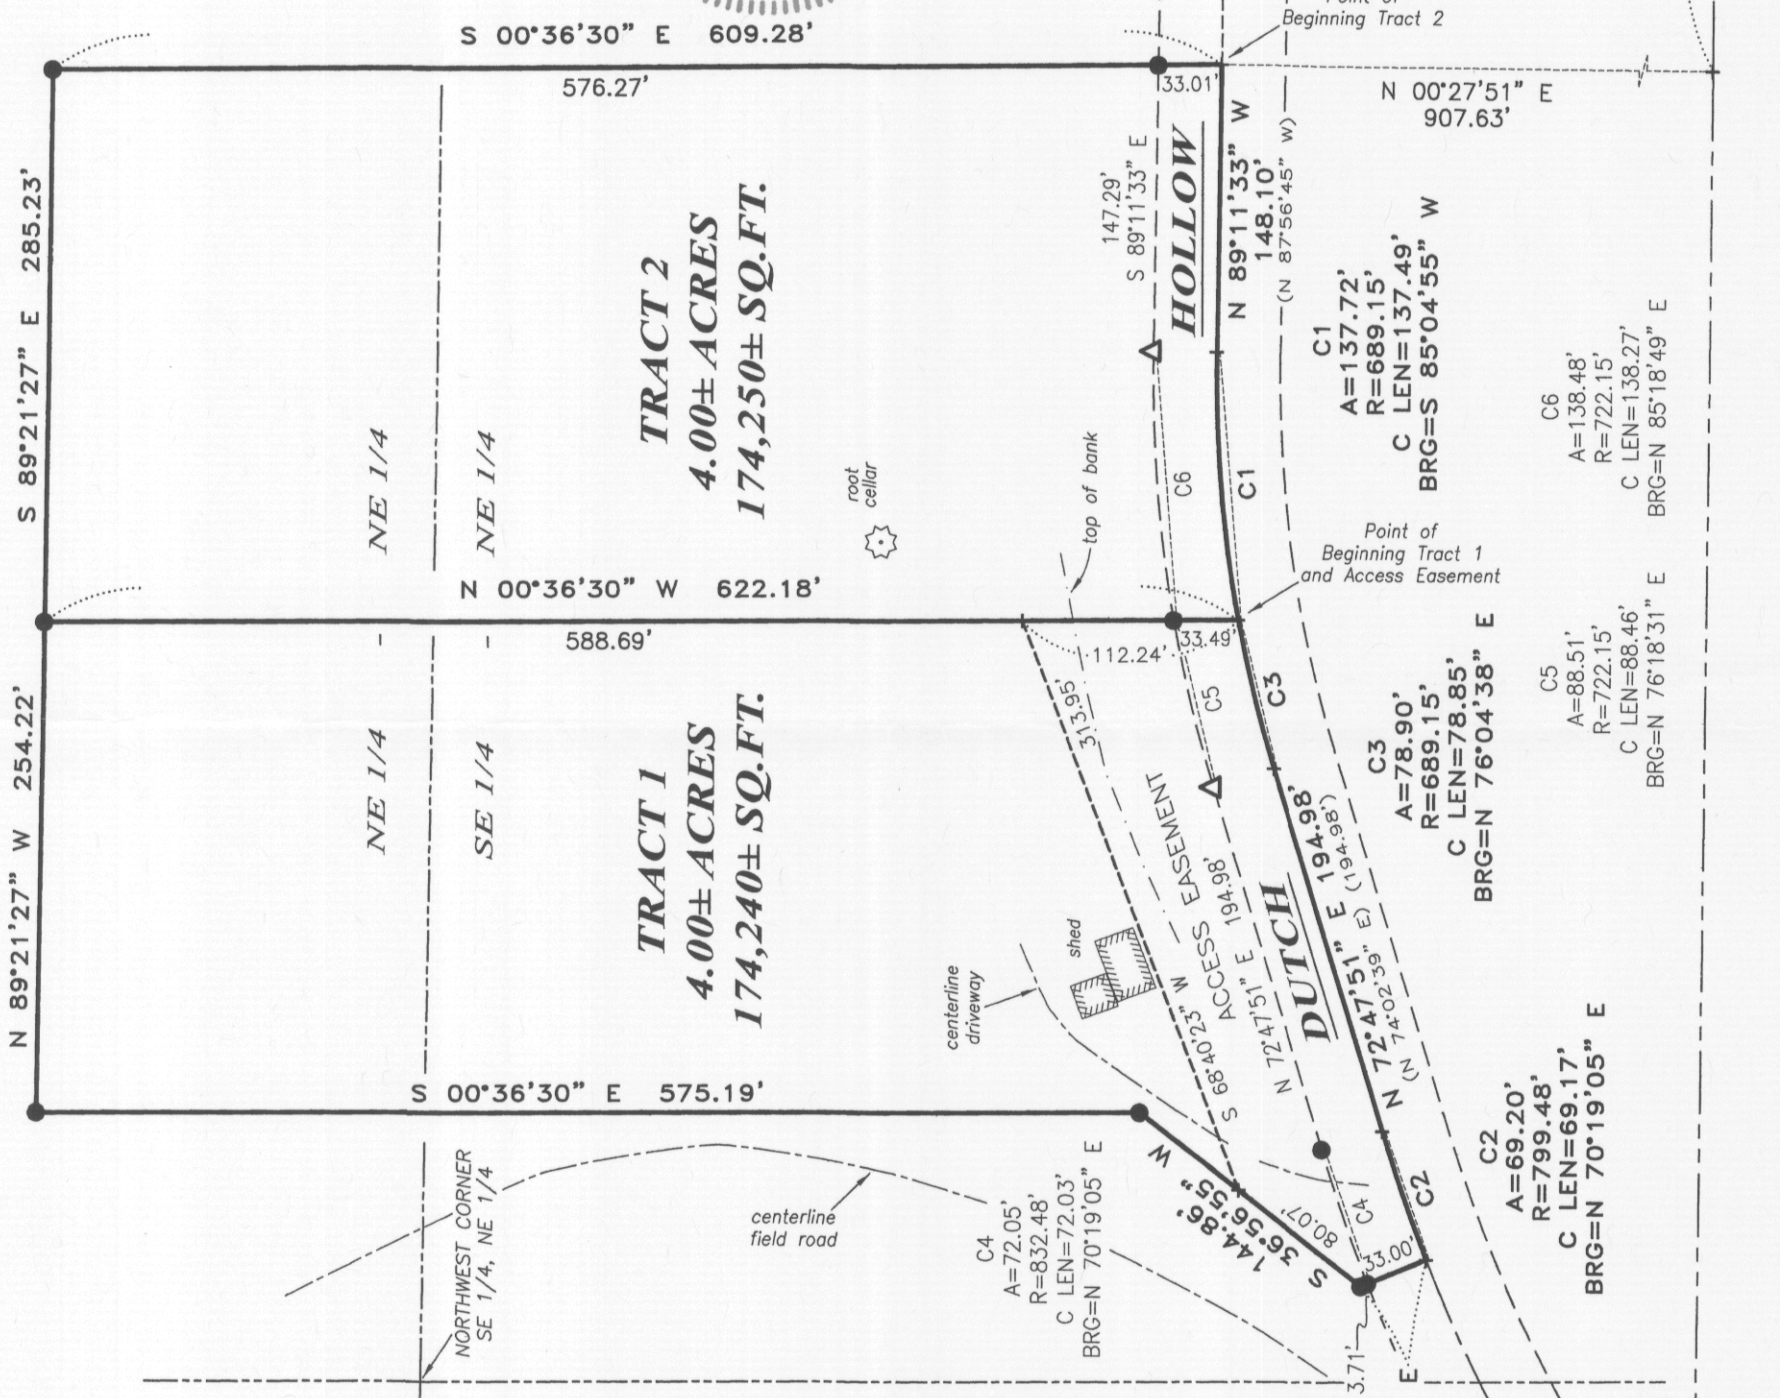 S 00°36'30" E 609.28'
576.27'
33.01'
Beginning Tract 2
N 00°27'51" E
907.63'
S 89°21'27" E 285.23'
NE 1/4
NE 1/4
TRACT 2
4.00± ACRES
174,250± SQ.FT.
root
cellar
147.29'
S 89°11'33" E
HOLLOW
N 89°11'33" W
148.10'
(N 87°56'45" W)
C6
C1
C1
A=137.72'
R=689.15'
C LEN=137.49'
BRG=S 85°04'55" W
C6
A=138.48'
R=722.15'
C LEN=138.27'
BRG=N 85°18'49" E
top of bank
Point of
Beginning Tract 1
and Access Easement
N 00°36'30" W 622.18'
588.69'
33.49'
112.24'
N 89°21'27" W 254.22'
NE 1/4 -
SE 1/4 -
TRACT 1
4.00± ACRES
174,240± SQ.FT.
313.95'
S 68°40'23" W
ACCESS EASEMENT
N 72°47'51" E 194.98'
C5
C3
DUTCH
N 72°47'51" E 194.98'
(N 74°02'39" E) (194.98')
C3
A=78.90'
R=689.15'
C LEN=78.85'
BRG=N 76°04'38" E
C5
A=88.51'
R=722.15'
C LEN=88.46'
BRG=N 76°18'31" E
shed
centerline
driveway
S 00°36'30" E 575.19'
NORTHWEST CORNER
SE 1/4, NE 1/4
centerline
field road
C4
A=72.05'
R=832.48'
C LEN=72.03'
BRG=N 70°19'05" E
144.86'
S 36°56'55" W
80.07'
C4
33.00'
3.71'
E
C2
C2
A=69.20'
R=799.48'
C LEN=69.17'
BRG=N 70°19'05" E